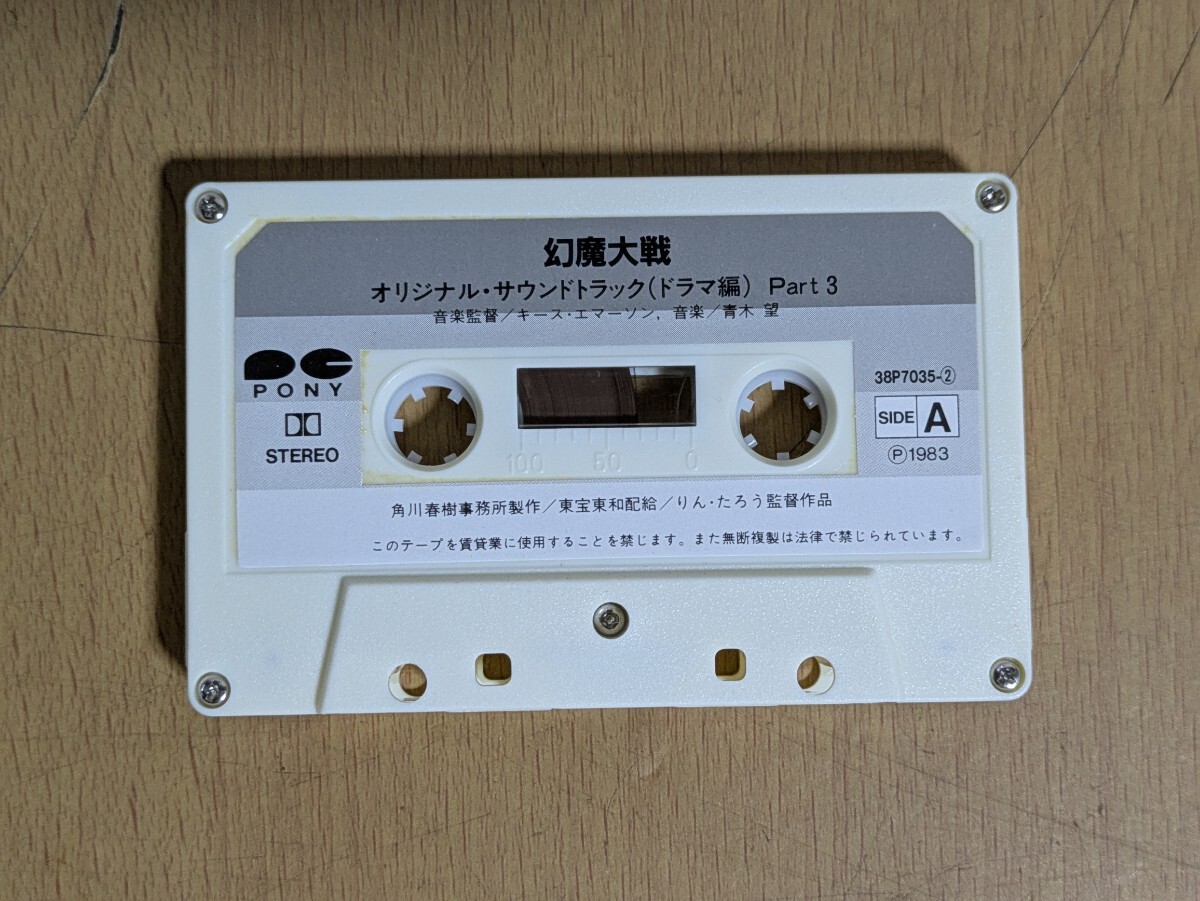 幻魔大戦
オリジナル・サウンドトラック(ドラマ編) Part 3
音楽監督/キース・エマーソン, 音楽/青木 望
PONY
STEREO
38P7035-②
SIDE A
Ⓟ1983
100 50 0
角川春樹事務所製作/東宝東和配給/りん・たろう監督作品
このテープを賃貸業に使用することを禁じます。また無断複製は法律で禁じられています。